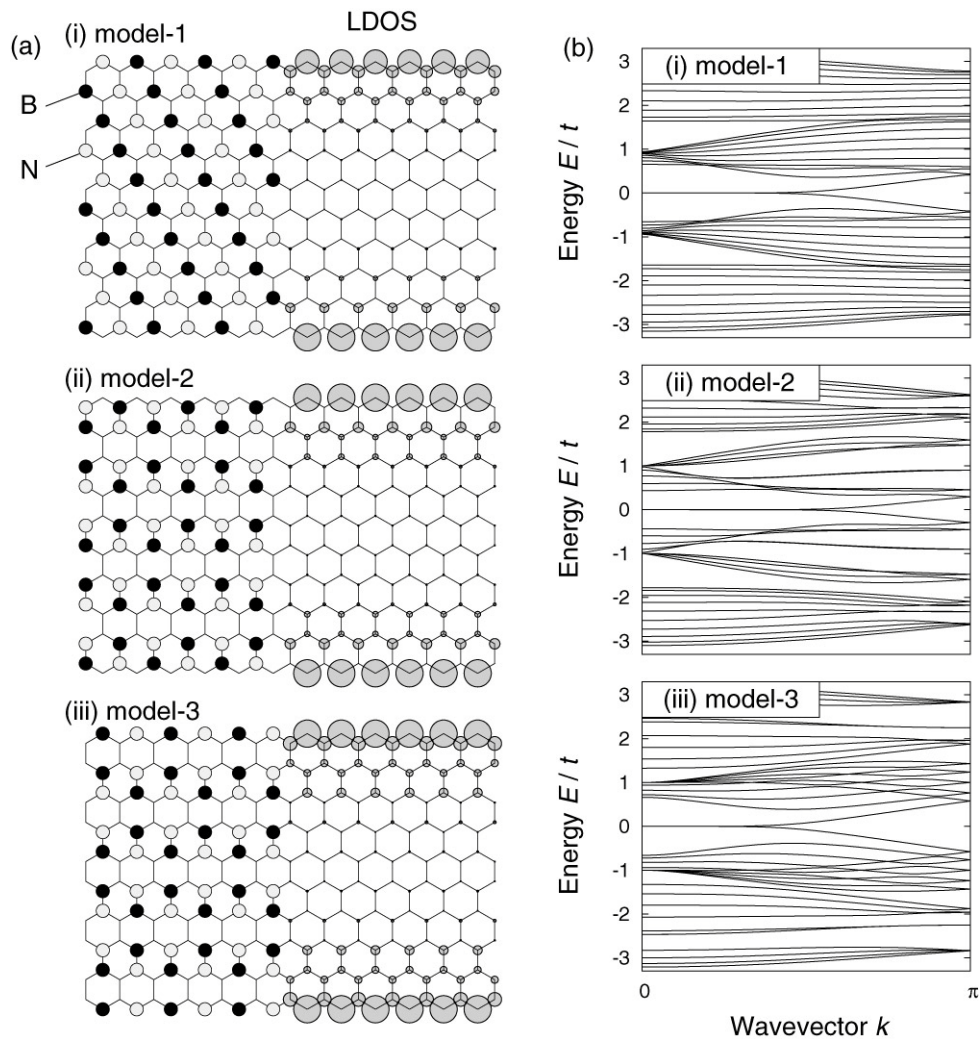 (a)
(i) model-1
LDOS
B
N
(ii) model-2
(iii) model-3
(b)
(i) model-1
3
2
1
0
-1
-2
-3
Energy E / t
(ii) model-2
3
2
1
0
-1
-2
-3
Energy E / t
(iii) model-3
3
2
1
0
-1
-2
-3
Energy E / t
0
π
Wavevector k